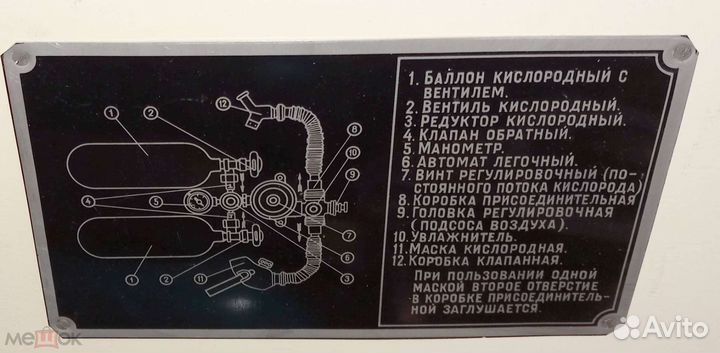 1. БАЛЛОН КИСЛОРОДНЫЙ С
ВЕНТИЛЕМ.
2. ВЕНТИЛЬ КИСЛОРОДНЫЙ.
3. РЕДУКТОР КИСЛОРОДНЫЙ.
4. КЛАПАН ОБРАТНЫЙ.
5. МАНОМЕТР.
6. АВТОМАТ ЛЕГОЧНЫЙ.
7. ВИНТ РЕГУЛИРОВОЧНЫЙ (ПО-
СТОЯННОГО ПОТОКА КИСЛОРОДА)
8. КОРОБКА ПРИСОЕДИНИТЕЛЬНАЯ
9. ГОЛОВКА РЕГУЛИРОВОЧНАЯ
(ПОДСОСА ВОЗДУХА).
10. УВЛАЖНИТЕЛЬ.
11. МАСКА КИСЛОРОДНАЯ.
12. КОРОБКА КЛАПАННАЯ.
ПРИ ПОЛЬЗОВАНИИ ОДНОЙ
МАСКОЙ ВТОРОЕ ОТВЕРСТИЕ
В КОРОБКЕ ПРИСОЕДИНИТЕЛЬ-
НОЙ ЗАГЛУШАЕТСЯ.
12
1
2
8
10
9
4
5
7
6
3
1
2
11
мешок
Avito